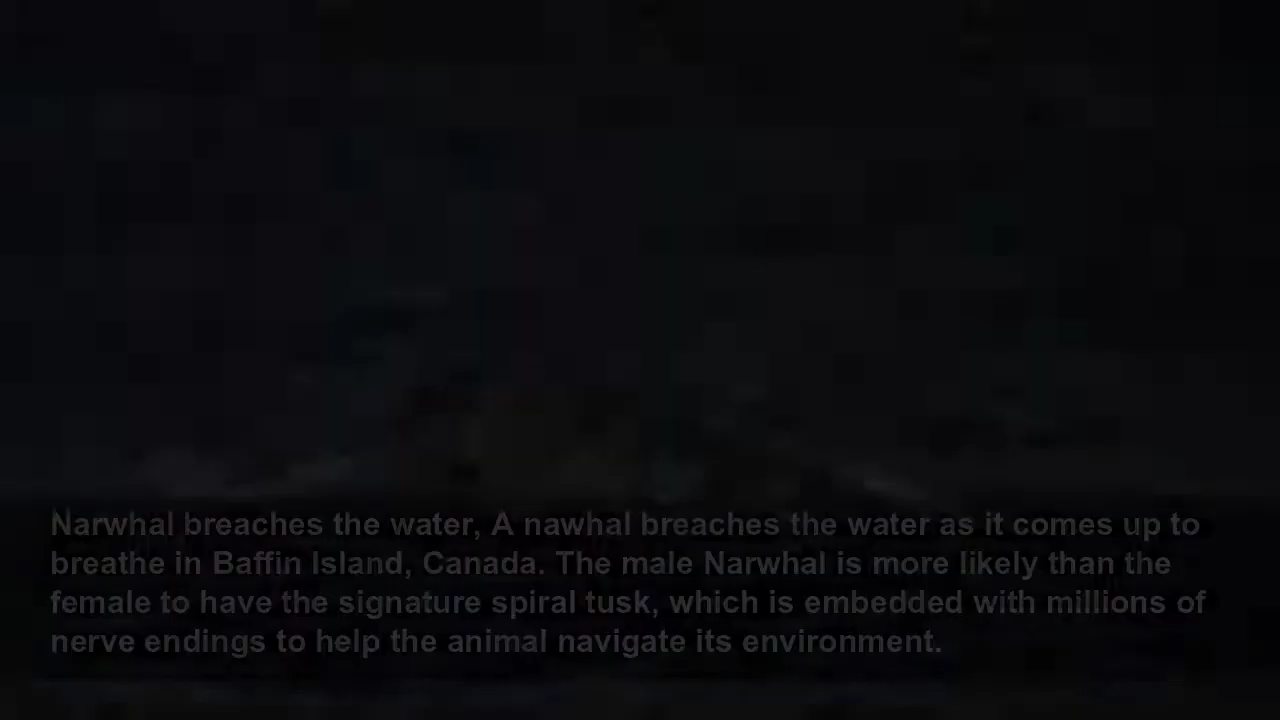 Narwhal breaches the water, A nawhal breaches the water as it comes up to
breathe in Baffin Island, Canada. The male Narwhal is more likely than the
female to have the signature spiral tusk, which is embedded with millions of
nerve endings to help the animal navigate its environment.